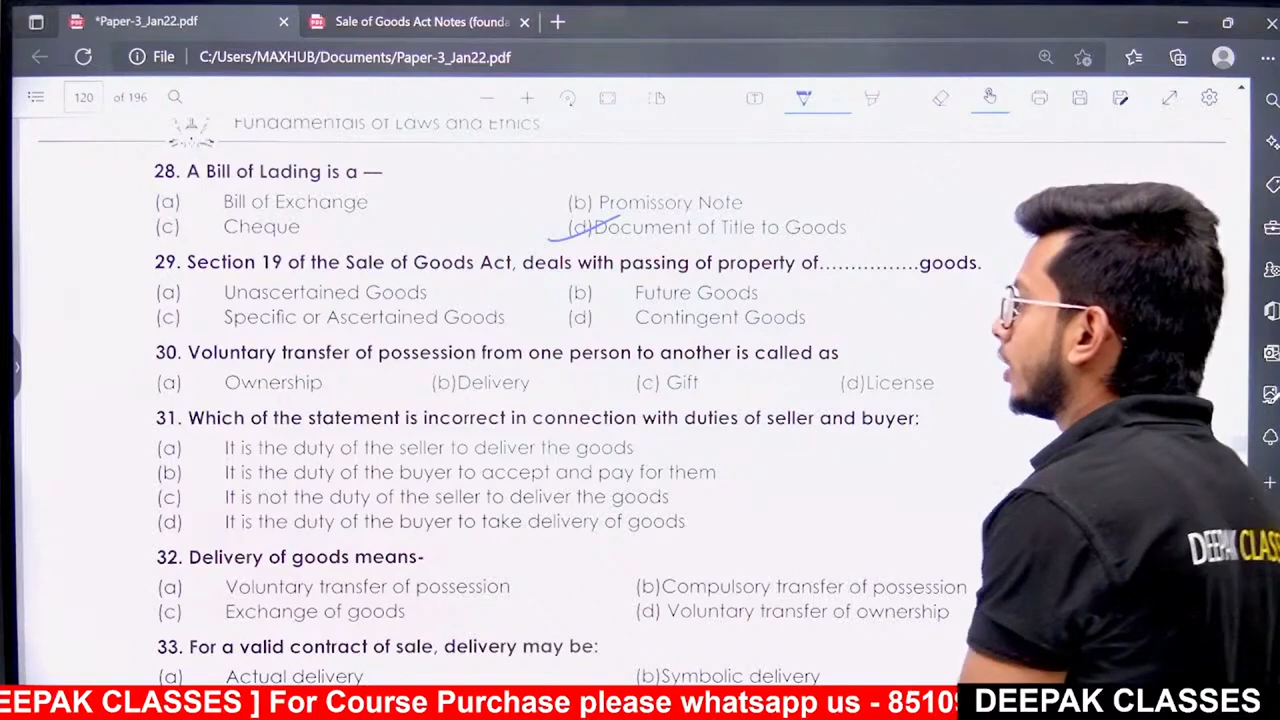 *Paper-3_Jan22.pdf
Sale of Goods Act Notes (founda
File C:/Users/MAXHUB/Documents/Paper-3_Jan22.pdf
120 of 196
Fundamentals of Laws and Ethics
28. A Bill of Lading is a —
(a) Bill of Exchange (b) Promissory Note
(c) Cheque (d) Document of Title to Goods
29. Section 19 of the Sale of Goods Act, deals with passing of property of……………goods.
(a) Unascertained Goods (b) Future Goods
(c) Specific or Ascertained Goods (d) Contingent Goods
30. Voluntary transfer of possession from one person to another is called as
(a) Ownership (b)Delivery (c) Gift (d)License
31. Which of the statement is incorrect in connection with duties of seller and buyer:
(a) It is the duty of the seller to deliver the goods
(b) It is the duty of the buyer to accept and pay for them
(c) It is not the duty of the seller to deliver the goods
(d) It is the duty of the buyer to take delivery of goods
32. Delivery of goods means-
(a) Voluntary transfer of possession (b)Compulsory transfer of possession
(c) Exchange of goods (d) Voluntary transfer of ownership
33. For a valid contract of sale, delivery may be:
(a) Actual delivery (b)Symbolic delivery
DEEPAK CLASS
EEPAK CLASSES ] For Course Purchase please whatsapp us - 8510
DEEPAK CLASSES